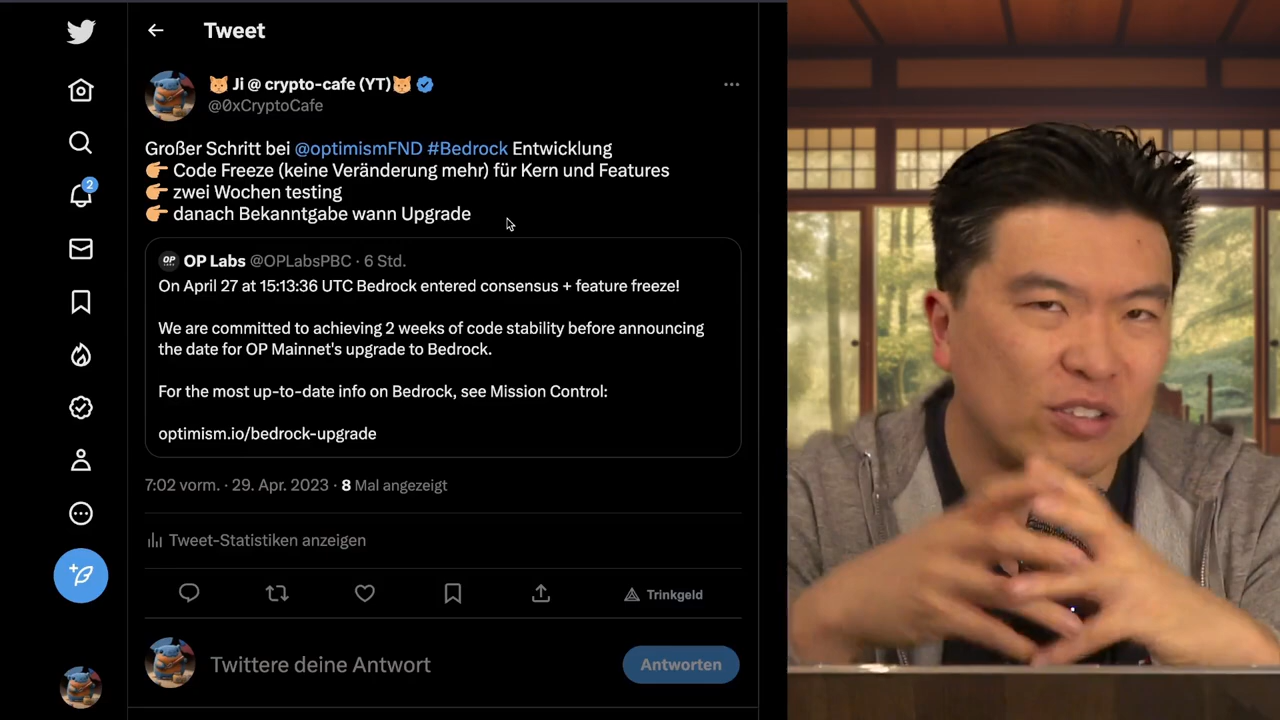 Tweet
🐱 Ji @ crypto-cafe (YT)🐱
@0xCryptoCafe
Großer Schritt bei @optimismFND #Bedrock Entwicklung
👉 Code Freeze (keine Veränderung mehr) für Kern und Features
👉 zwei Wochen testing
👉 danach Bekanntgabe wann Upgrade
OP OP Labs @OPLabsPBC · 6 Std.
On April 27 at 15:13:36 UTC Bedrock entered consensus + feature freeze!
We are committed to achieving 2 weeks of code stability before announcing
the date for OP Mainnet's upgrade to Bedrock.
For the most up-to-date info on Bedrock, see Mission Control:
optimism.io/bedrock-upgrade
7:02 vorm. · 29. Apr. 2023 · 8 Mal angezeigt
Tweet-Statistiken anzeigen
Trinkgeld
Twittere deine Antwort
Antworten
2